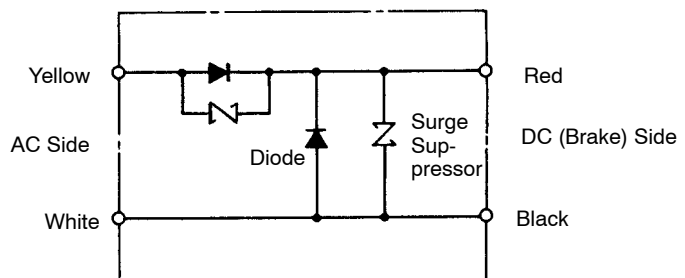 Yellow
Red
AC Side
Surge
Sup-
pressor
DC (Brake) Side
Diode
White
Black